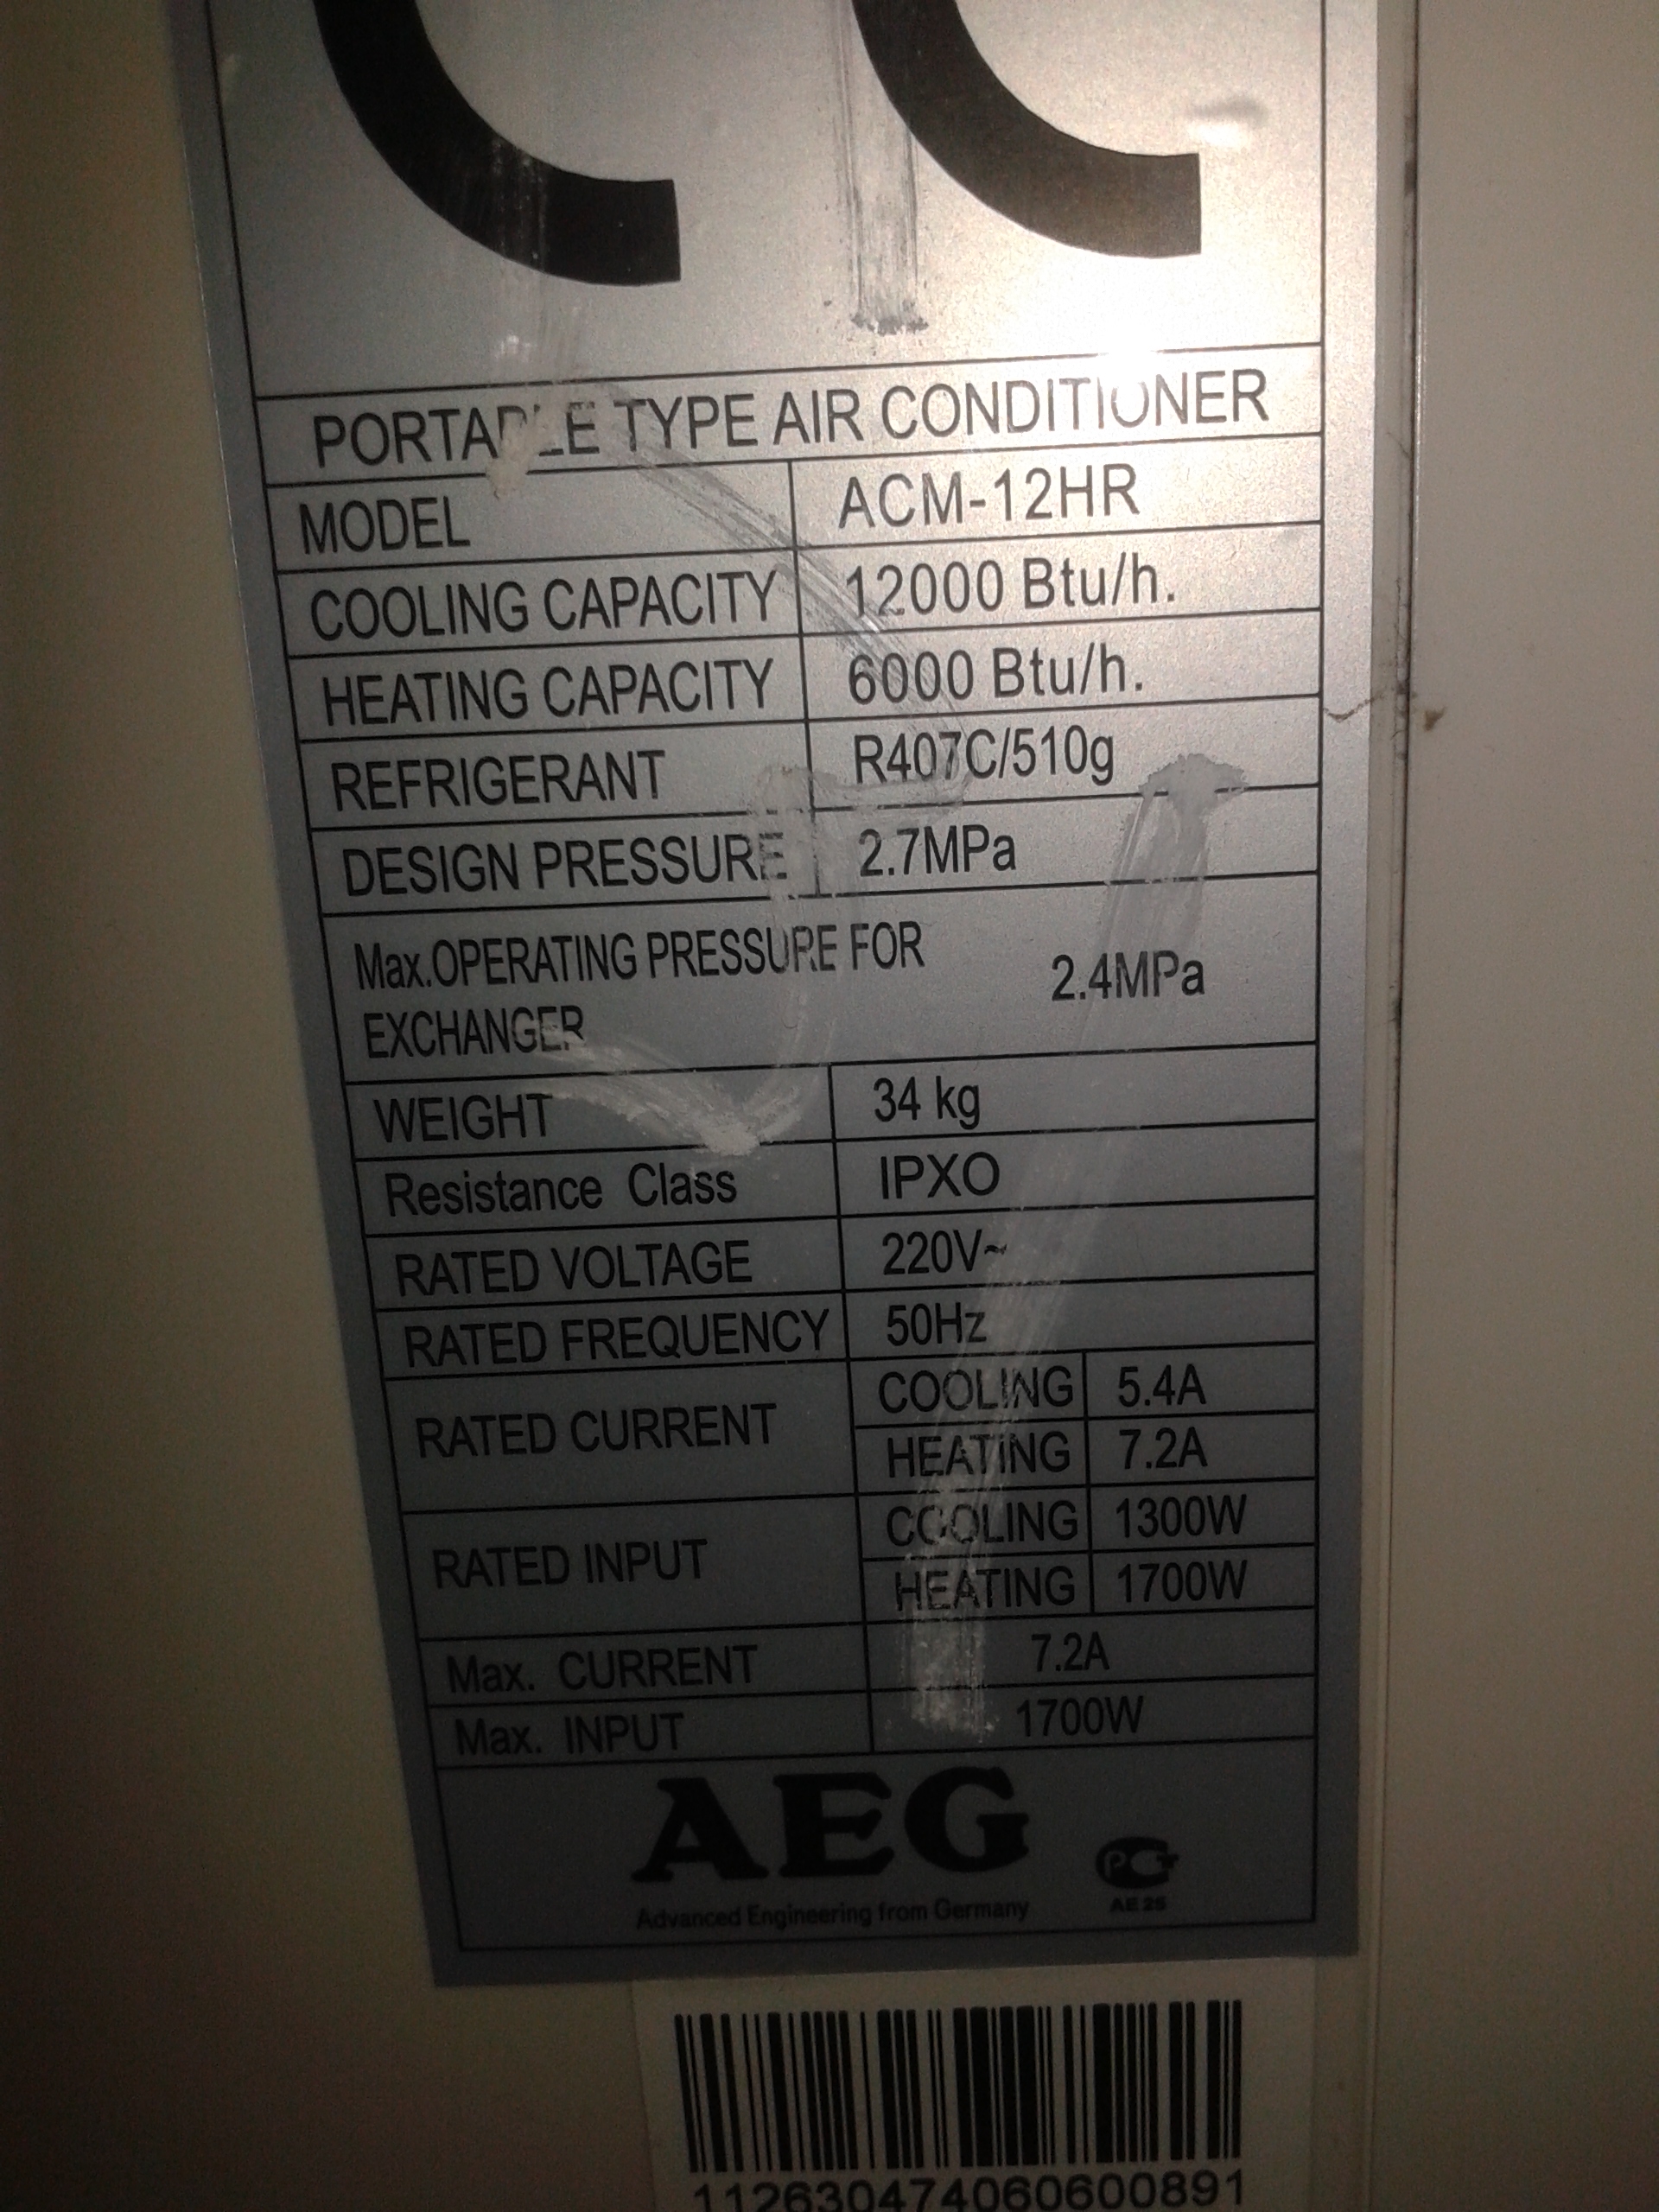 PORTABLE TYPE AIR CONDITIONER
MODEL ACM-12HR
COOLING CAPACITY 12000 Btu/h.
HEATING CAPACITY 6000 Btu/h.
REFRIGERANT R407C/510g
DESIGN PRESSURE 2.7MPa
Max.OPERATING PRESSURE FOR
EXCHANGER 2.4MPa
WEIGHT 34 kg
Resistance Class IPXO
RATED VOLTAGE 220V~
RATED FREQUENCY 50Hz
RATED CURRENT COOLING 5.4A
HEATING 7.2A
RATED INPUT COOLING 1300W
HEATING 1700W
Max. CURRENT 7.2A
Max. INPUT 1700W
AEG
Advanced Engineering from Germany
РСТ
AE 25
112630474060600891